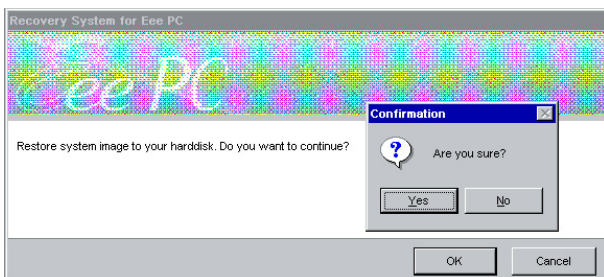 Recovery System for Eee PC
Eee PC
Confirmation
Restore system image to your harddisk. Do you want to continue?
Are you sure?
Yes
No
OK
Cancel